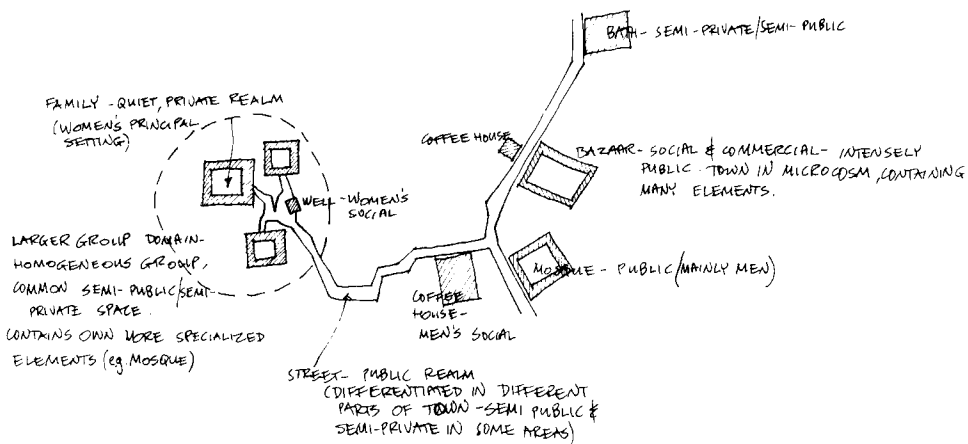 BATH - SEMI-PRIVATE/SEMI-PUBLIC
FAMILY - QUIET, PRIVATE REALM
(WOMEN'S PRINCIPAL
SETTING)
COFFEE HOUSE
BAZAAR - SOCIAL & COMMERCIAL - INTENSELY
PUBLIC. TOWN IN MICROCOSM, CONTAINING
MANY ELEMENTS.
WELL - WOMEN'S
SOCIAL
LARGER GROUP DOMAIN-
HOMOGENEOUS GROUP,
COMMON SEMI-PUBLIC/SEMI-
PRIVATE SPACE.
CONTAINS OWN MORE SPECIALIZED
ELEMENTS (eg. MOSQUE)
MOSQUE - PUBLIC/MAINLY MEN)
COFFEE
HOUSE-
MEN'S SOCIAL
STREET- PUBLIC REALM
(DIFFERENTIATED IN DIFFERENT
PARTS OF TOWN - SEMI PUBLIC &
SEMI-PRIVATE IN SOME AREAS)